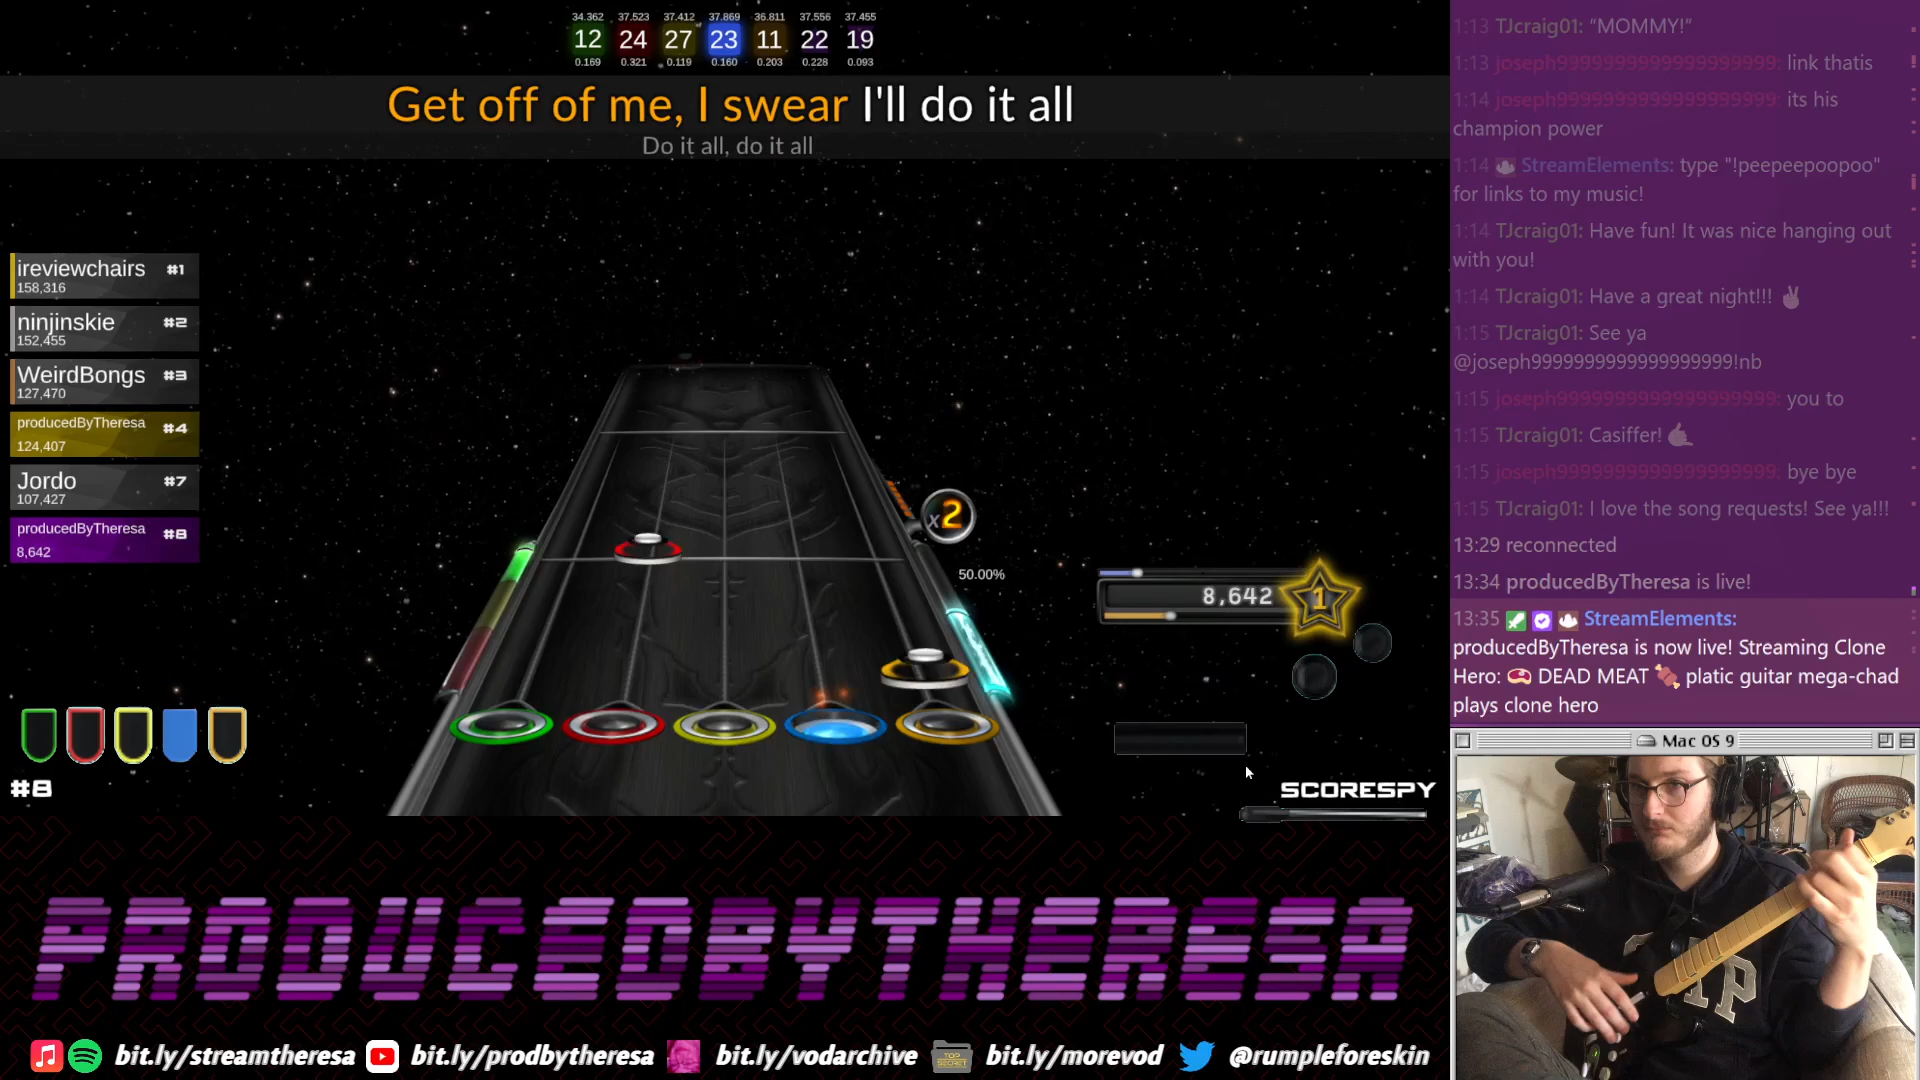 34.362 37.523 37.412 37.869 36.811 37.556 37.455
12 24 27 23 11 22 19
0.169 0.321 0.119 0.160 0.203 0.228 0.093
Get off of me, I swear I'll do it all
Do it all, do it all
ireviewchairs #1
158,316
ninjinskie #2
152,455
WeirdBongs #3
127,470
producedByTheresa #4
124,407
Jordo #7
107,427
producedByTheresa #8
8,642
#8
x2
50.00%
8,642
1
SCORESPY
PRODUCEDBYTHERESA
bit.ly/streamtheresa bit.ly/prodbytheresa bit.ly/vodarchive TOP SECRET bit.ly/morevod @rumpleforeskin
1:13 TJcraig01: “MOMMY!”
1:13 joseph9999999999999999999: link thatis
1:14 joseph9999999999999999999: its his
champion power
1:14 StreamElements: type "!peepeepoopoo"
for links to my music!
1:14 TJcraig01: Have fun! It was nice hanging out
with you!
1:14 TJcraig01: Have a great night!!!
1:15 TJcraig01: See ya
@joseph9999999999999999999!nb
1:15 joseph9999999999999999999: you to
1:15 TJcraig01: Casiffer!
1:15 joseph9999999999999999999: bye bye
1:15 TJcraig01: I love the song requests! See ya!!!
13:29 reconnected
13:34 producedByTheresa is live!
13:35 StreamElements:
producedByTheresa is now live! Streaming Clone
Hero: DEAD MEAT platic guitar mega-chad
plays clone hero
Mac OS 9